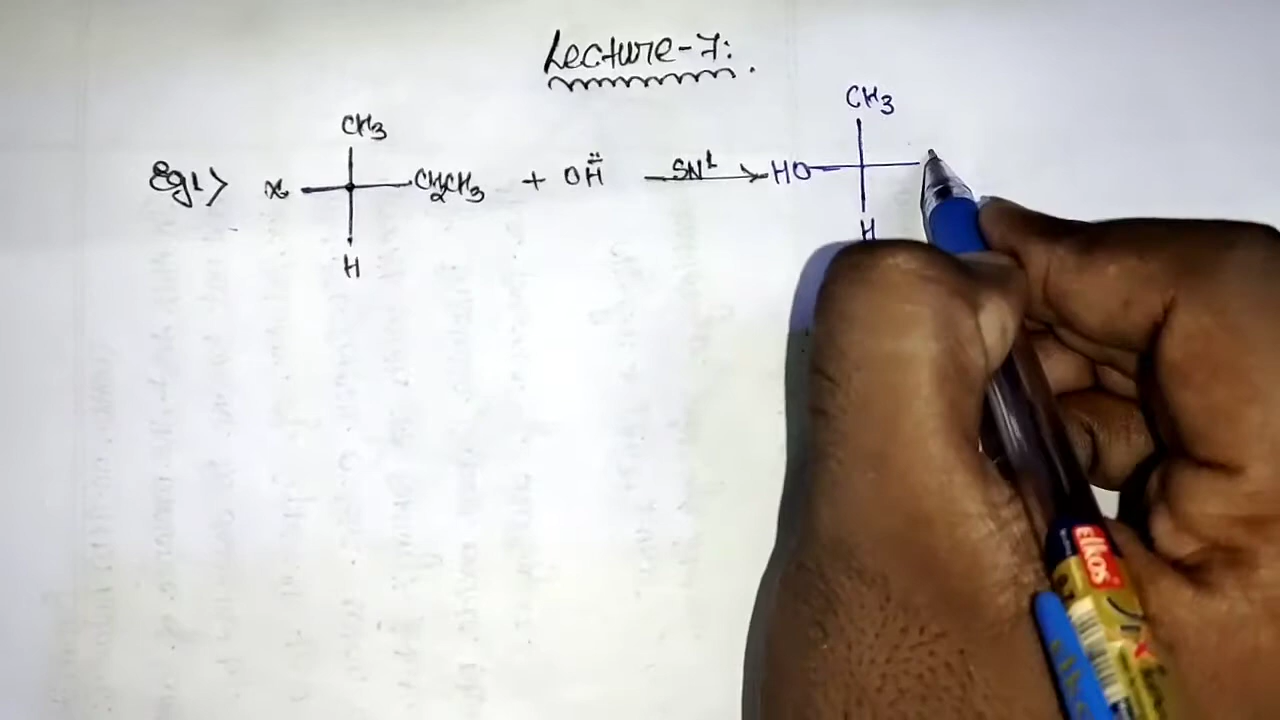 Lecture-7:
CH3
Eg1> x CH2CH3 + OH SN1 HO
H
CH3
H
elkos